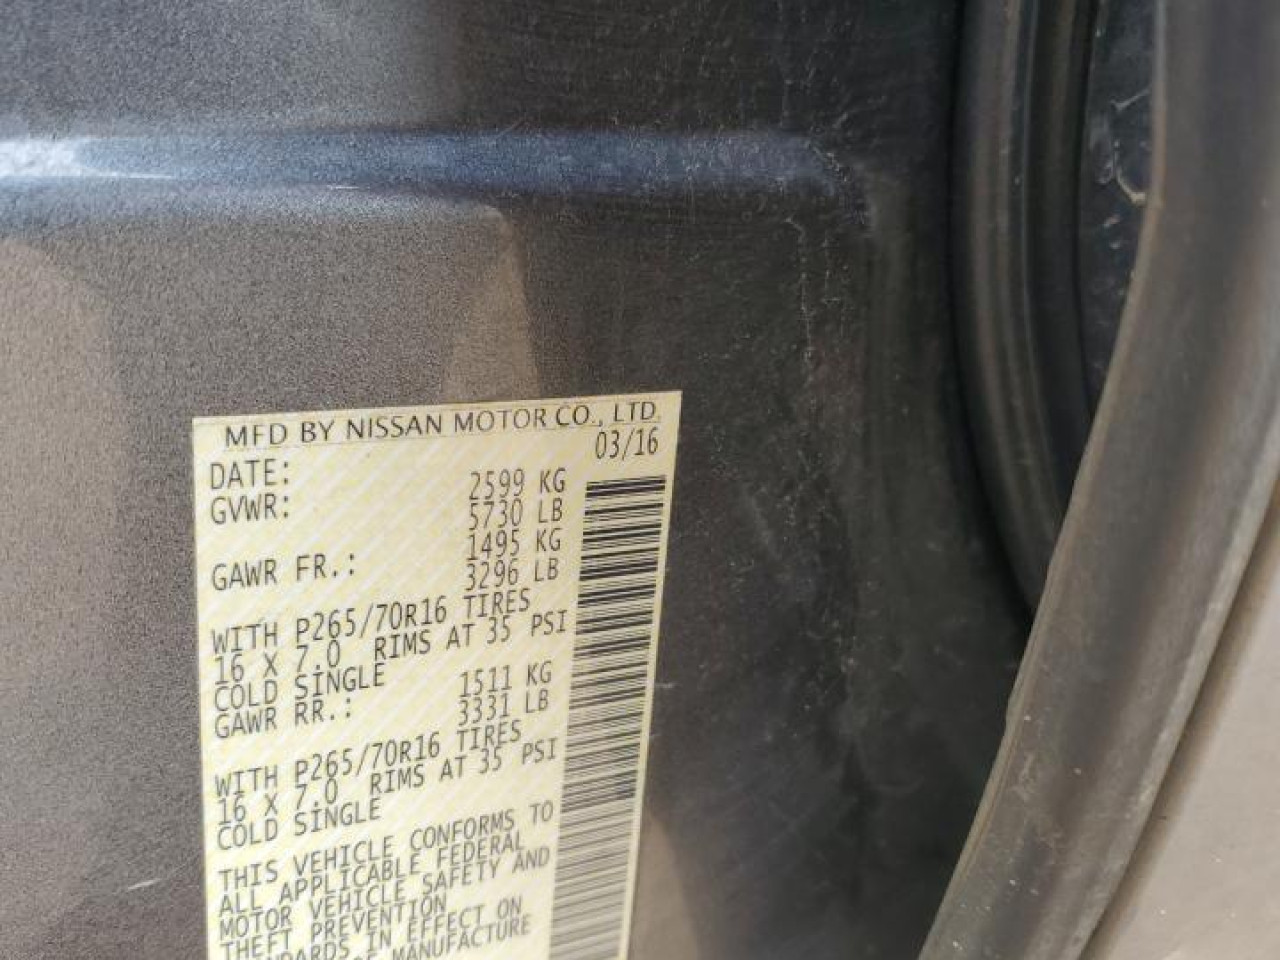 MFD BY NISSAN MOTOR CO., LTD.
DATE: 03/16
GVWR: 2599 KG
5730 LB
GAWR FR.: 1495 KG
3296 LB
WITH P265/70R16 TIRES
16 X 7.0 RIMS AT 35 PSI
COLD SINGLE
GAWR RR.: 1511 KG
3331 LB
WITH P265/70R16 TIRES
16 X 7.0 RIMS AT 35 PSI
COLD SINGLE
THIS VEHICLE CONFORMS TO
ALL APPLICABLE FEDERAL
MOTOR VEHICLE SAFETY AND
THEFT PREVENTION
STANDARDS IN EFFECT ON
MANUFACTURE